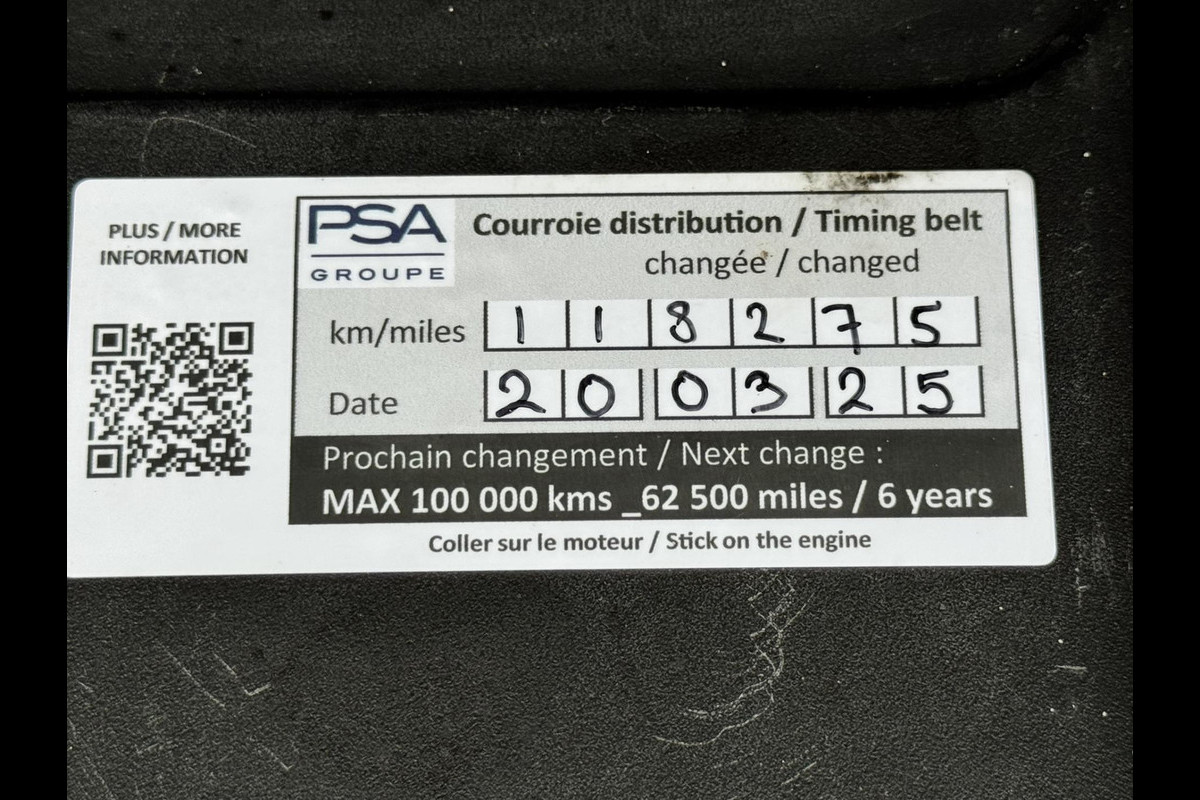 PLUS / MORE
INFORMATION
PSA
GROUPE
Courroie distribution / Timing belt
changée / changed
km/miles 118275
Date 200325
Prochain changement / Next change :
MAX 100 000 kms _62 500 miles / 6 years
Coller sur le moteur / Stick on the engine